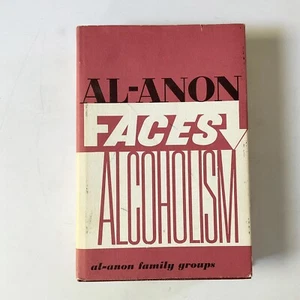 AL-ANON
FACES
ALCOHOLISM
al-anon family groups